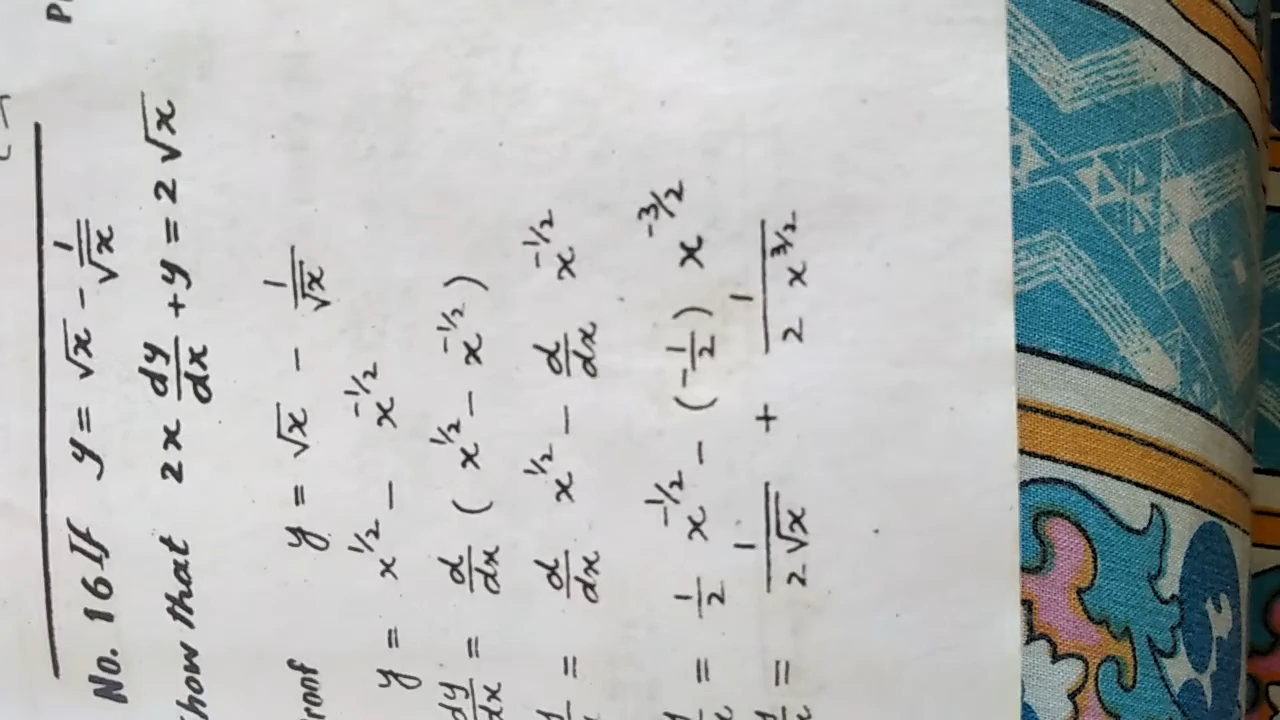 No. 16 If y = √x - 1/√x
show that 2x dy/dx + y = 2√x
Proof y = √x - 1/√x
y = x^1/2 - x^-1/2
dy/dx = d/dx (x^1/2 - x^-1/2)
= d/dx x^1/2 - d/dx x^-1/2
= 1/2 x^-1/2 - (-1/2) x^-3/2
= 1/2√x + 1/2 x^3/2